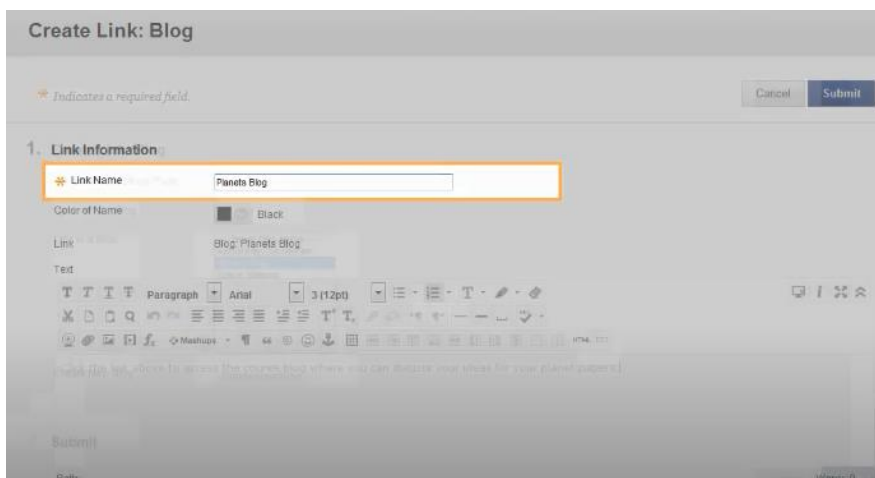 Create Link: Blog
Indicates a required field.
Cancel Submit
1. Link Information
Link Name Planets Blog
Color of Name Black
Link Blog: Planets Blog
Text
T T T T Paragraph Arial 3 (12pt) T
Mashups HTML
Submit